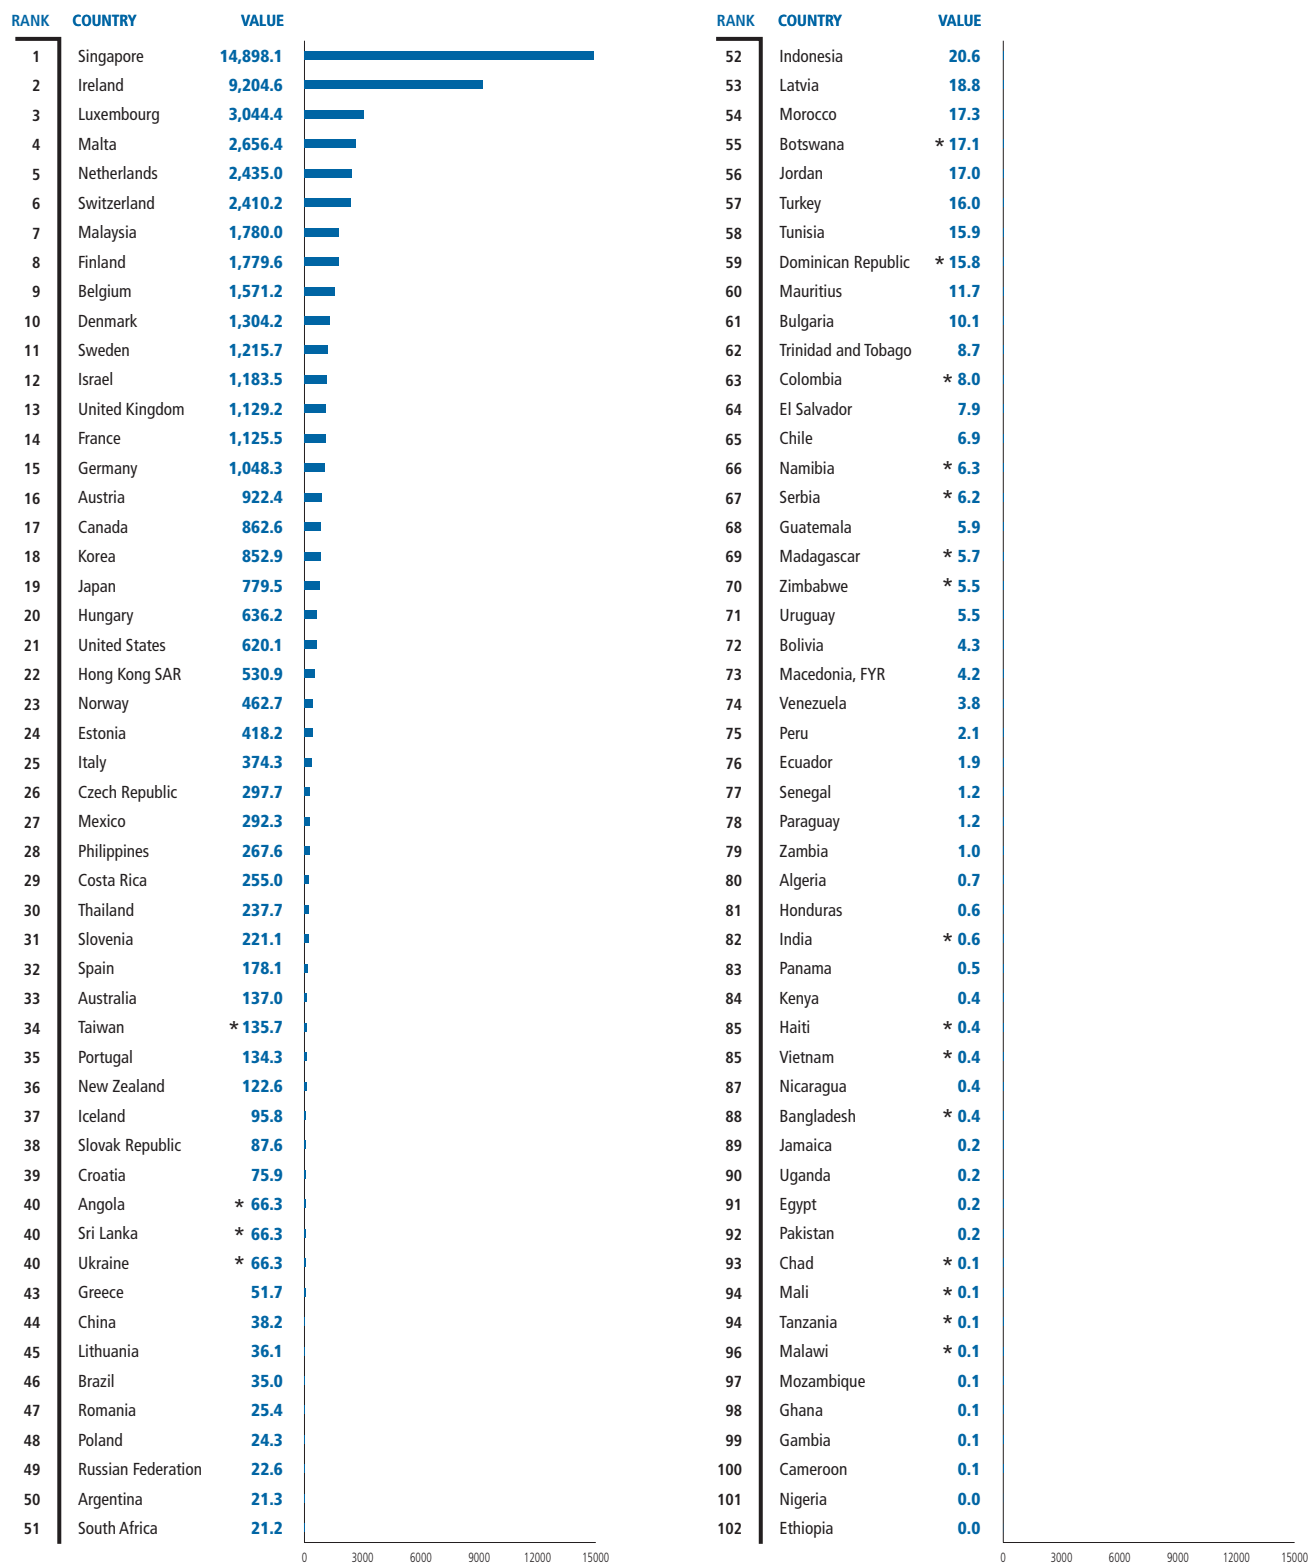 RANK COUNTRY VALUE
1 Singapore 14,898.1
2 Ireland 9,204.6
3 Luxembourg 3,044.4
4 Malta 2,656.4
5 Netherlands 2,435.0
6 Switzerland 2,410.2
7 Malaysia 1,780.0
8 Finland 1,779.6
9 Belgium 1,571.2
10 Denmark 1,304.2
11 Sweden 1,215.7
12 Israel 1,183.5
13 United Kingdom 1,129.2
14 France 1,125.5
15 Germany 1,048.3
16 Austria 922.4
17 Canada 862.6
18 Korea 852.9
19 Japan 779.5
20 Hungary 636.2
21 United States 620.1
22 Hong Kong SAR 530.9
23 Norway 462.7
24 Estonia 418.2
25 Italy 374.3
26 Czech Republic 297.7
27 Mexico 292.3
28 Philippines 267.6
29 Costa Rica 255.0
30 Thailand 237.7
31 Slovenia 221.1
32 Spain 178.1
33 Australia 137.0
34 Taiwan * 135.7
35 Portugal 134.3
36 New Zealand 122.6
37 Iceland 95.8
38 Slovak Republic 87.6
39 Croatia 75.9
40 Angola * 66.3
40 Sri Lanka * 66.3
40 Ukraine * 66.3
43 Greece 51.7
44 China 38.2
45 Lithuania 36.1
46 Brazil 35.0
47 Romania 25.4
48 Poland 24.3
49 Russian Federation 22.6
50 Argentina 21.3
51 South Africa 21.2
0 3000 6000 9000 12000 15000
RANK COUNTRY VALUE
52 Indonesia 20.6
53 Latvia 18.8
54 Morocco 17.3
55 Botswana * 17.1
56 Jordan 17.0
57 Turkey 16.0
58 Tunisia 15.9
59 Dominican Republic * 15.8
60 Mauritius 11.7
61 Bulgaria 10.1
62 Trinidad and Tobago 8.7
63 Colombia * 8.0
64 El Salvador 7.9
65 Chile 6.9
66 Namibia * 6.3
67 Serbia * 6.2
68 Guatemala 5.9
69 Madagascar * 5.7
70 Zimbabwe * 5.5
71 Uruguay 5.5
72 Bolivia 4.3
73 Macedonia, FYR 4.2
74 Venezuela 3.8
75 Peru 2.1
76 Ecuador 1.9
77 Senegal 1.2
78 Paraguay 1.2
79 Zambia 1.0
80 Algeria 0.7
81 Honduras 0.6
82 India * 0.6
83 Panama 0.5
84 Kenya 0.4
85 Haiti * 0.4
85 Vietnam * 0.4
87 Nicaragua 0.4
88 Bangladesh * 0.4
89 Jamaica 0.2
90 Uganda 0.2
91 Egypt 0.2
92 Pakistan 0.2
93 Chad * 0.1
94 Mali * 0.1
94 Tanzania * 0.1
96 Malawi * 0.1
97 Mozambique 0.1
98 Ghana 0.1
99 Gambia 0.1
100 Cameroon 0.1
101 Nigeria 0.0
102 Ethiopia 0.0
0 3000 6000 9000 12000 15000